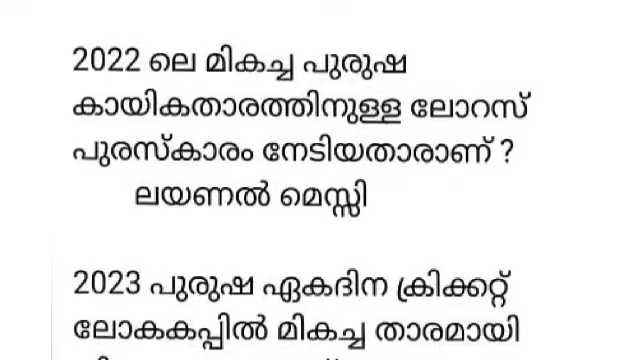 2022 ലെ മികച്ച പുരുഷ
കായികതാരത്തിനുള്ള ലോറസ്
പുരസ്കാരം നേടിയതാരാണ് ?
ലയണൽ മെസ്സി
2023 പുരുഷ ഏകദിന ക്രിക്കറ്റ്
ലോകകപ്പിൽ മികച്ച താരമായി